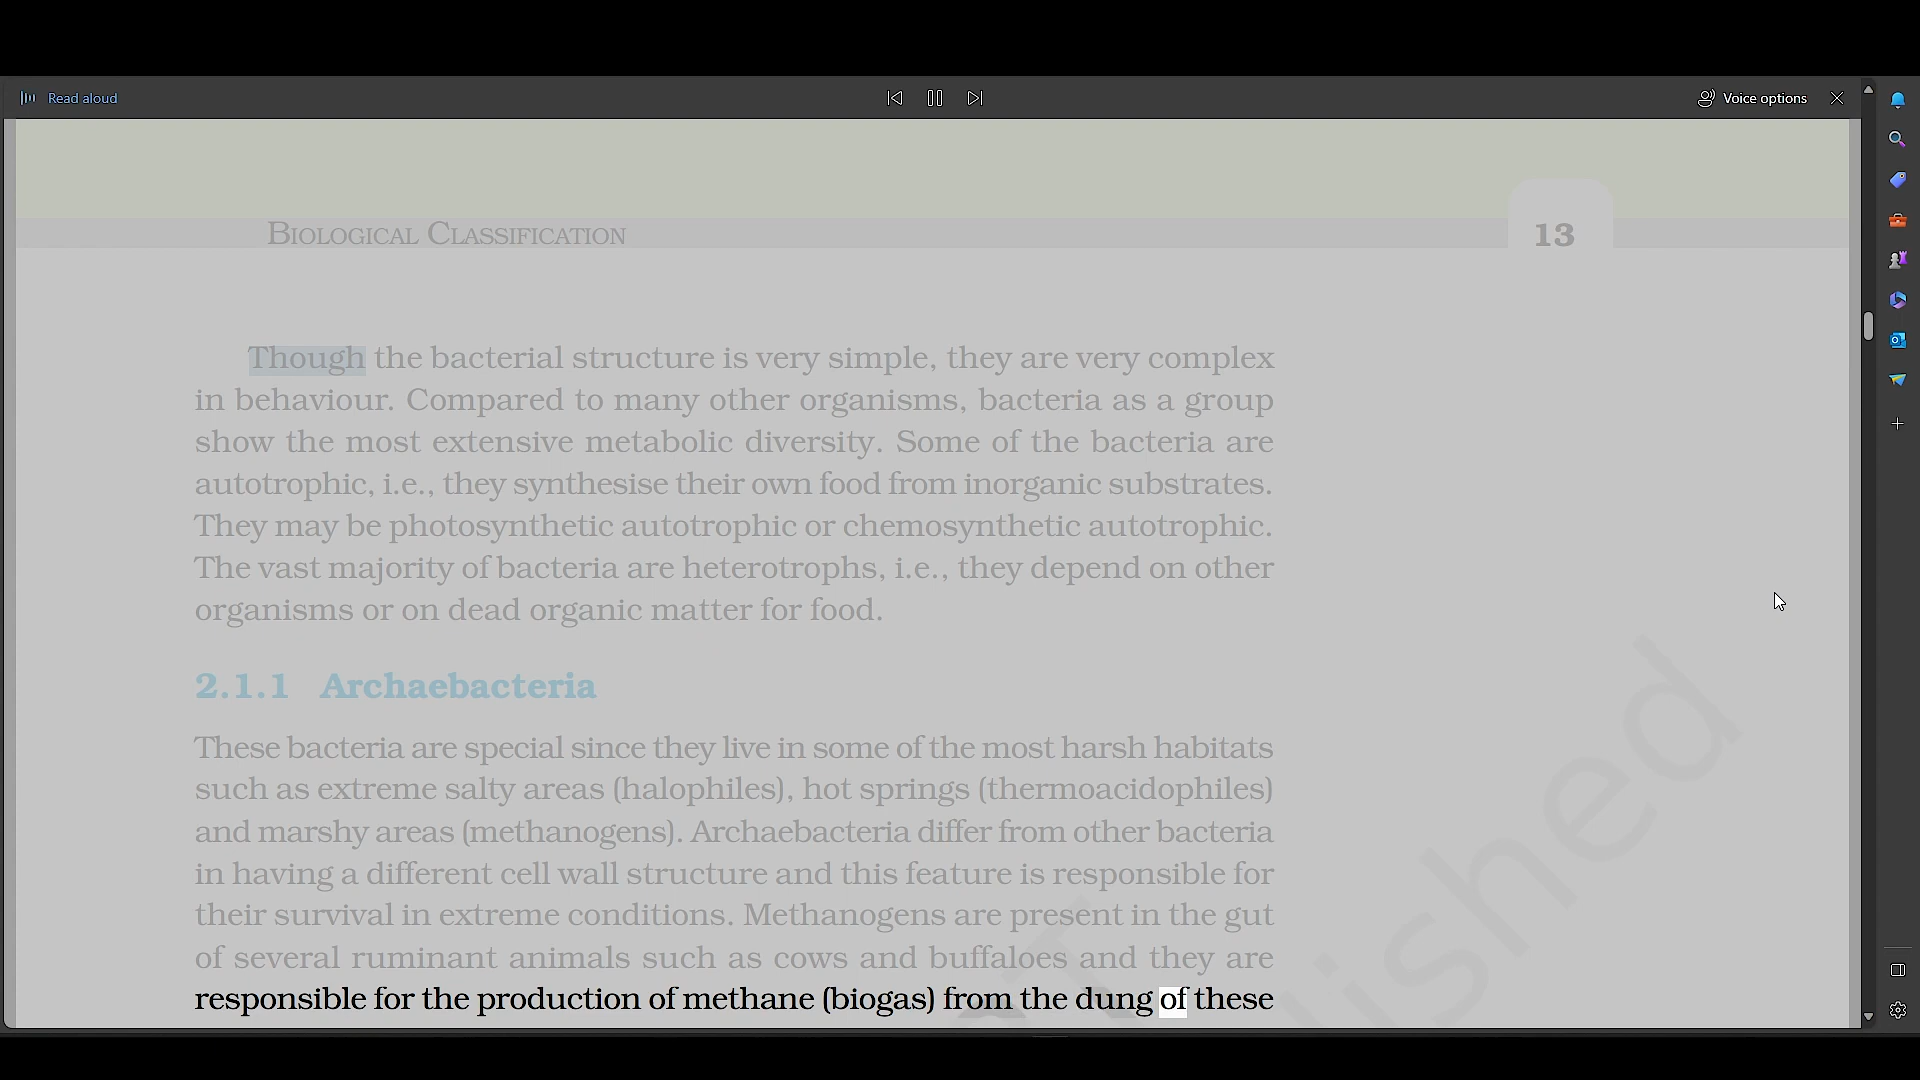 Read aloud
Voice options
BIOLOGICAL CLASSIFICATION
13
Though the bacterial structure is very simple, they are very complex
in behaviour. Compared to many other organisms, bacteria as a group
show the most extensive metabolic diversity. Some of the bacteria are
autotrophic, i.e., they synthesise their own food from inorganic substrates.
They may be photosynthetic autotrophic or chemosynthetic autotrophic.
The vast majority of bacteria are heterotrophs, i.e., they depend on other
organisms or on dead organic matter for food.
2.1.1 Archaebacteria
These bacteria are special since they live in some of the most harsh habitats
such as extreme salty areas (halophiles), hot springs (thermoacidophiles)
and marshy areas (methanogens). Archaebacteria differ from other bacteria
in having a different cell wall structure and this feature is responsible for
their survival in extreme conditions. Methanogens are present in the gut
of several ruminant animals such as cows and buffaloes and they are
responsible for the production of methane (biogas) from the dung of these